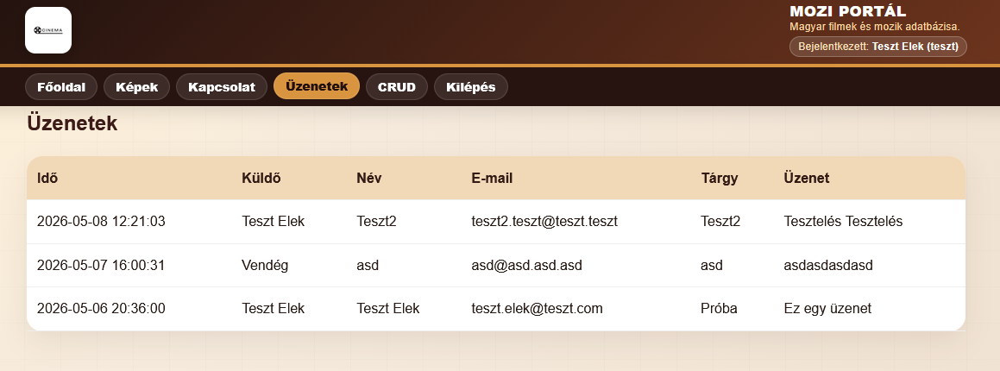 CINEMA
MOZI PORTÁL
Magyar filmek és mozik adatbázisa.
Bejelentkezett: Teszt Elek (teszt)
Főoldal Képek Kapcsolat Üzenetek CRUD Kilépés
Üzenetek
Idő Küldő Név E-mail Tárgy Üzenet
2026-05-08 12:21:03 Teszt Elek Teszt2 teszt2.teszt@teszt.teszt Teszt2 Tesztelés Tesztelés
2026-05-07 16:00:31 Vendég asd asd@asd.asd.asd asd asdasdasdasd
2026-05-06 20:36:00 Teszt Elek Teszt Elek teszt.elek@teszt.com Próba Ez egy üzenet